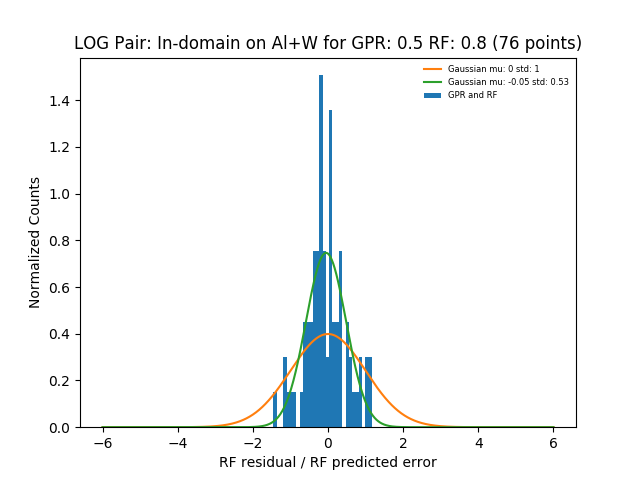 LOG Pair: In-domain on Al+W for GPR: 0.5 RF: 0.8 (76 points)
Gaussian mu: 0 std: 1
Gaussian mu: -0.05 std: 0.53
GPR and RF
Normalized Counts
1.4
1.2
1.0
0.8
0.6
0.4
0.2
0.0
−6
−4
−2
0
2
4
6
RF residual / RF predicted error